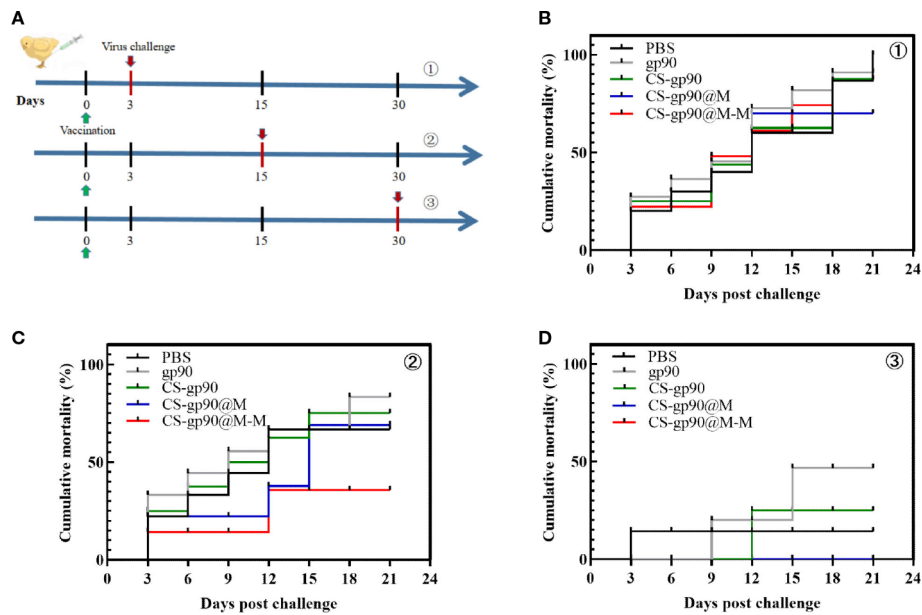 A
Virus challenge
①
Days
0 3 15 30
Vaccination
②
0 3 15 30
③
0 3 15 30
B
①
PBS
gp90
CS-gp90
CS-gp90@M
CS-gp90@M-M
Cumulative mortality (%)
100
50
0
0 3 6 9 12 15 18 21 24
Days post challenge
C
②
PBS
gp90
CS-gp90
CS-gp90@M
CS-gp90@M-M
Cumulative mortality (%)
100
50
0
0 3 6 9 12 15 18 21 24
Days post challenge
D
③
PBS
gp90
CS-gp90
CS-gp90@M
CS-gp90@M-M
Cumulative mortality (%)
100
50
0
0 3 6 9 12 15 18 21 24
Days post challenge